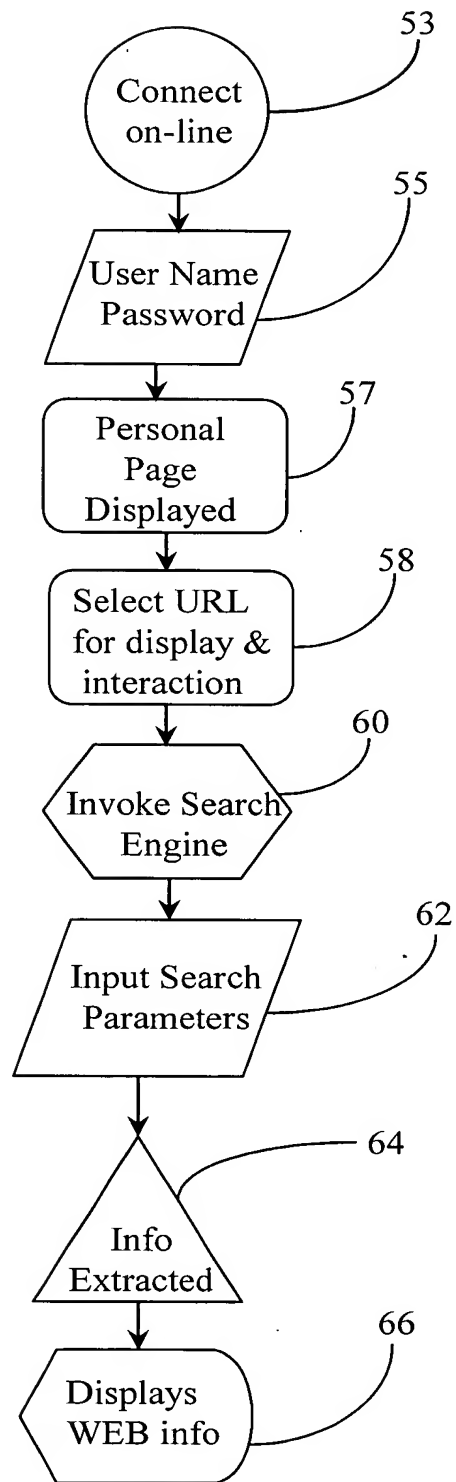 53
Connect
on-line
55
User Name
Password
57
Personal
Page
Displayed
58
Select URL
for display &
interaction
60
Invoke Search
Engine
62
Input Search
Parameters
64
Info
Extracted
66
Displays
WEB info